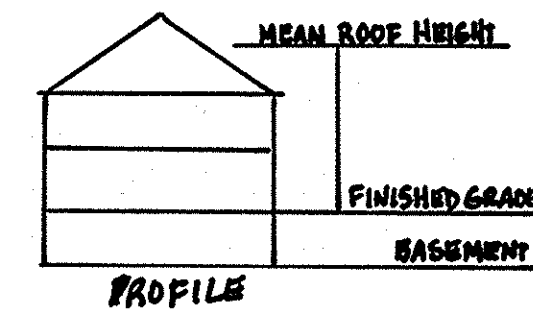 MEAN ROOF HEIGHT
FINISHED GRADE
BASEMENT
PROFILE